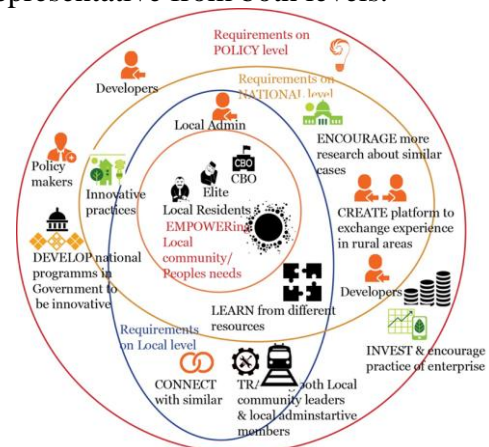 epresentative from both levels.
Requirements on
POLICY level
Developers
Requirements on
NATIONAL level
Local Admin
ENCOURAGE more
research about similar
cases
Policy
makers
Innovative
practices
CBO
CBO
Elite
Local Residents
EMPOWERing
Local
community/
Peoples needs
CREATE platform to
exchange experience
in rural areas
DEVELOP national
programms in
Government to
be innovative
Developers
LEARN from different
resources
INVEST & encourage
practice of enterprise
Requirements
on Local level
CONNECT
with similar
both Local
community leaders
& local adminstartive
members